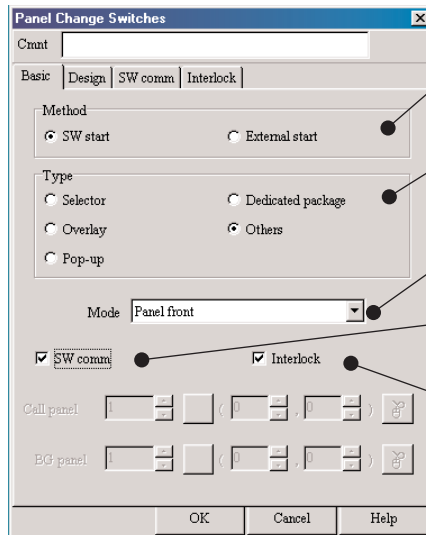 Panel Change Switches
Cmnt
Basic Design SW comm Interlock
Method
SW start External start
Type
Selector Dedicated package
Overlay Others
Pop-up
Mode Panel front
SW comm Interlock
Call panel 1 ( 0 , 0 )
BG panel 1 ( 0 , 0 )
OK Cancel Help